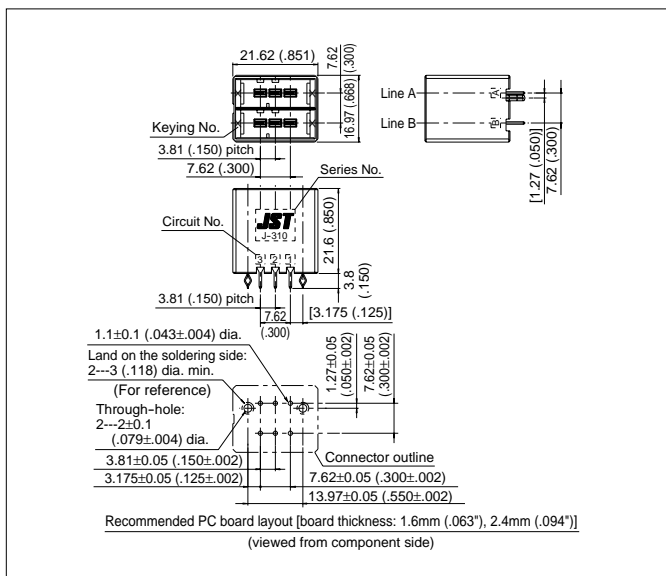 21.62 (.851)
7.62
(.300)
16.97 (.668)
Keying No.
3.81 (.150) pitch
7.62
(.300)
Line A
Line B
A
B
[1.27 (.050)]
7.62 (.300)
Series No.
Circuit No.
JST
J-310
3 2 1
21.6 (.850)
3.8
(.150)
3.81 (.150) pitch
7.62
(.300)
[3.175 (.125)]
1.1±0.1 (.043±.004) dia.
Land on the soldering side:
2---3 (.118) dia. min.
(For reference)
Through-hole:
2---2±0.1
(.079±.004) dia.
1.27±0.05
(.050±.002)
7.62±0.05
(.300±.002)
Connector outline
3.81±0.05 (.150±.002)
3.175±0.05 (.125±.002)
7.62±0.05 (.300±.002)
13.97±0.05 (.550±.002)
Recommended PC board layout [board thickness: 1.6mm (.063"), 2.4mm (.094")]
(viewed from component side)